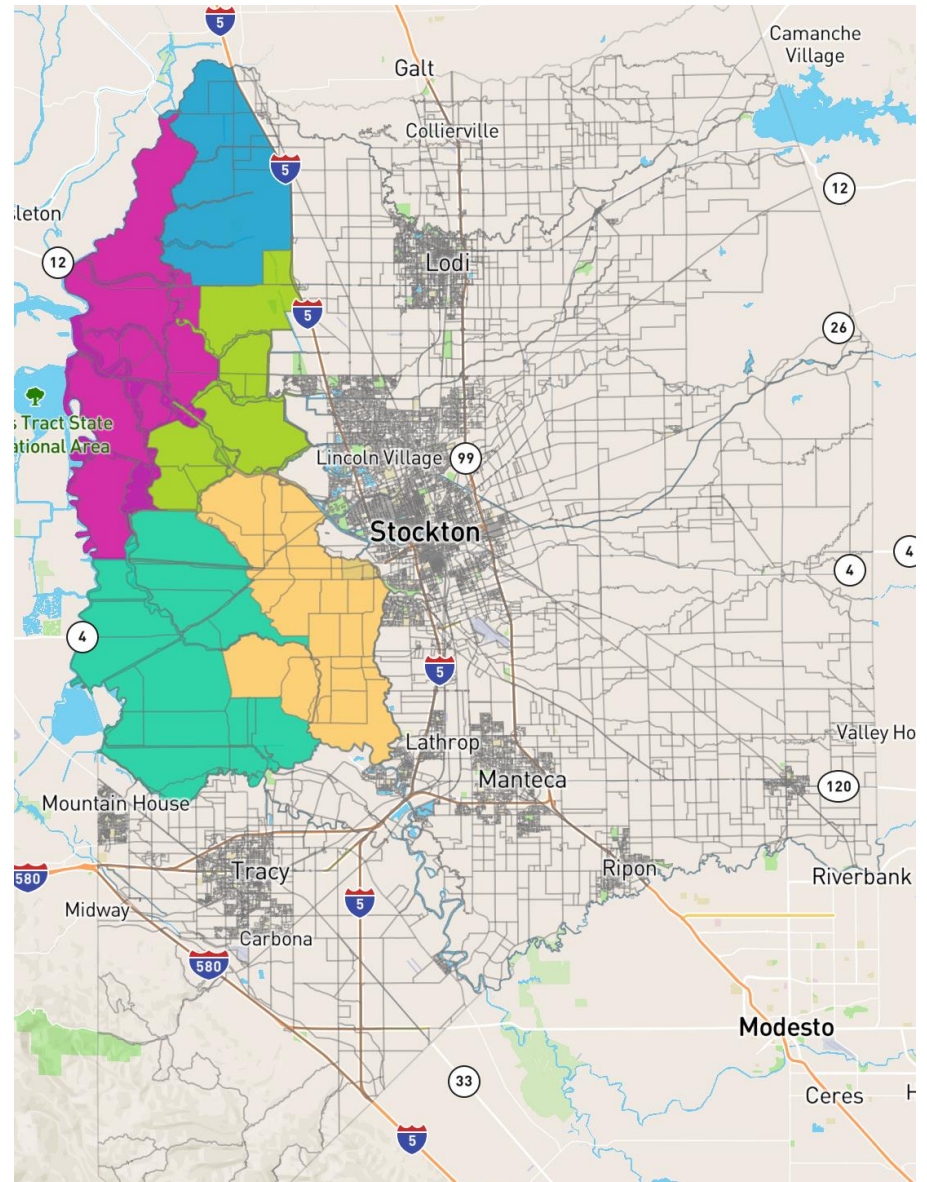 5
Camanche
Village
Galt
Collierville
5
12
sleton
12
Lodi
5
26
s Tract State
ational Area
Lincoln Village
99
Stockton
4
4
4
5
Lathrop
Valley Ho
Manteca
120
Mountain House
Tracy
Ripon
Riverbank
580
5
Midway
Carbona
580
Modesto
33
Ceres
H
5